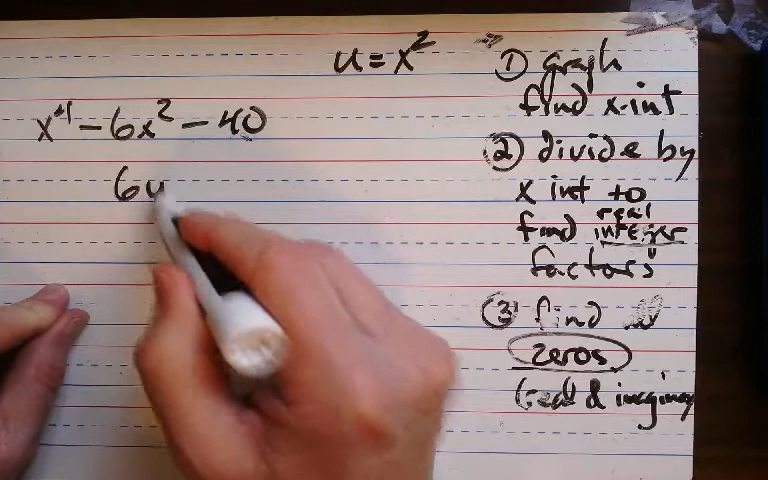 u = x²
x⁴ - 6x² - 40
6u
→ 1) graph
find x-int
2) divide by
x int to
find real integer
factors
3) find
zeros
(real & imaginary